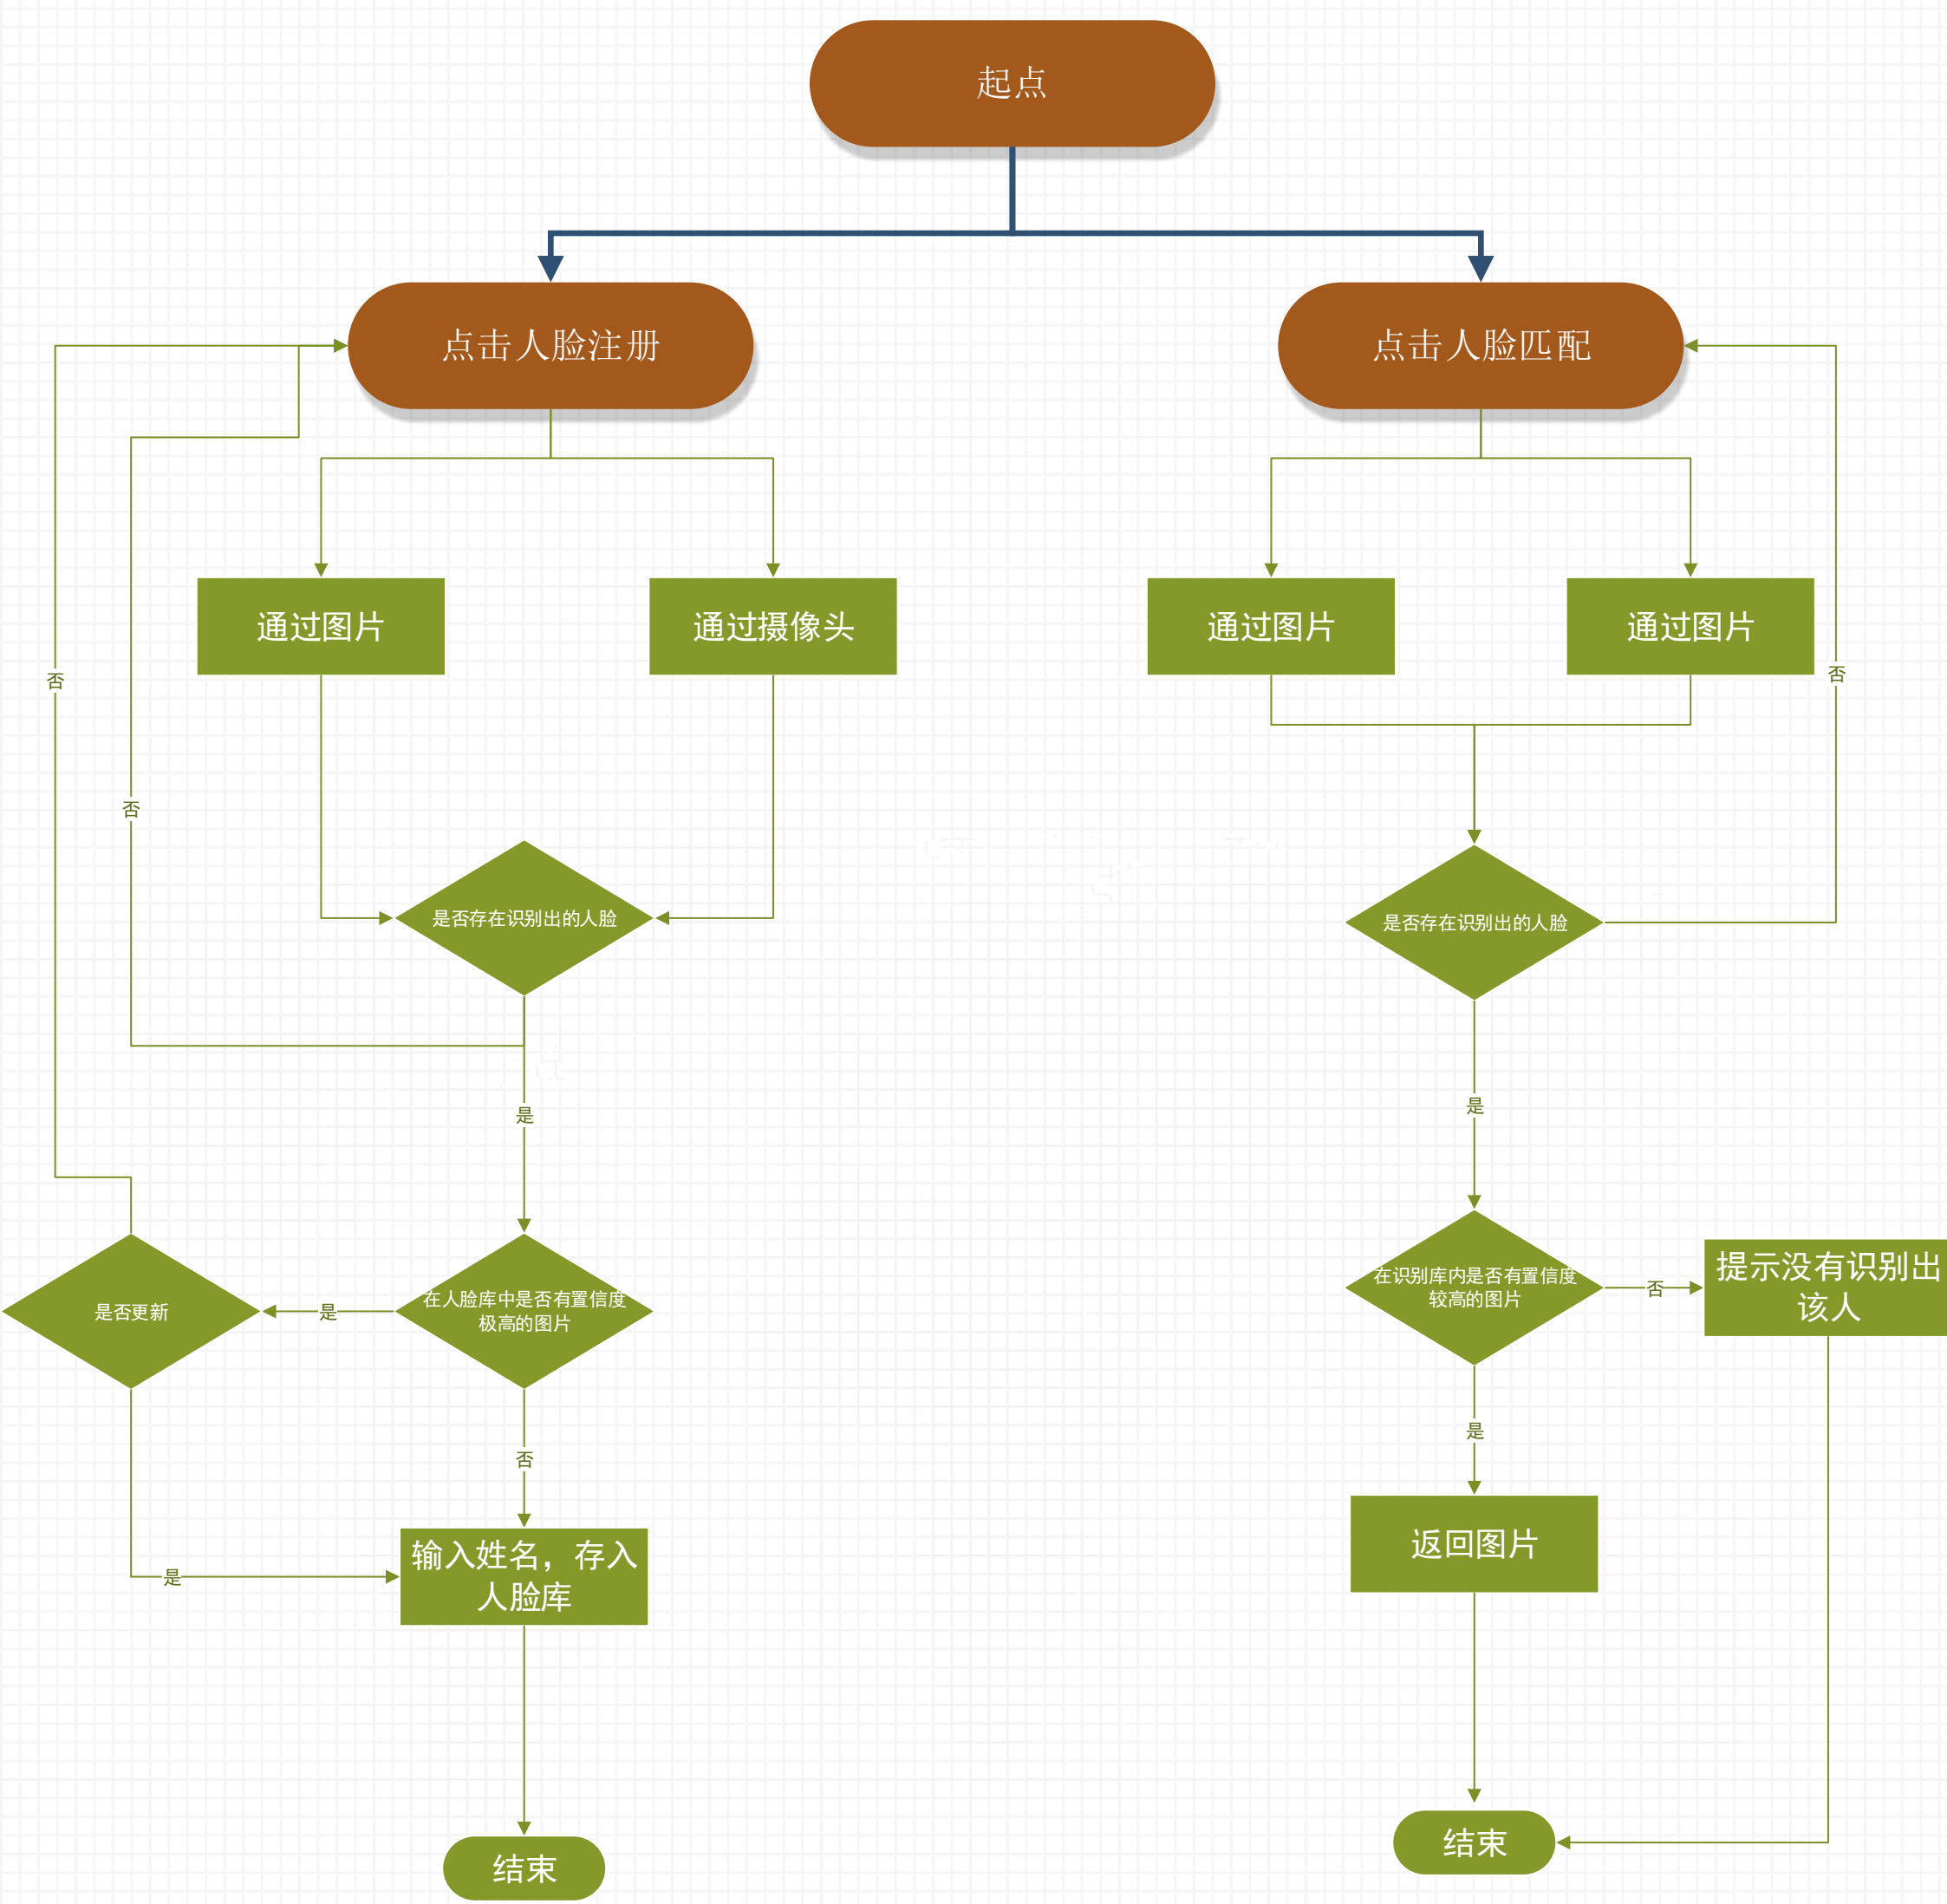 起点
点击人脸注册
点击人脸匹配
通过图片
通过摄像头
通过图片
通过图片
否
否
否
是否存在识别出的人脸
是否存在识别出的人脸
是
是
是否更新
是
在人脸库中是否有置信度
极高的图片
在识别库内是否有置信度
较高的图片
否
提示没有识别出
该人
否
是
输入姓名，存入
人脸库
是
返回图片
结束
结束